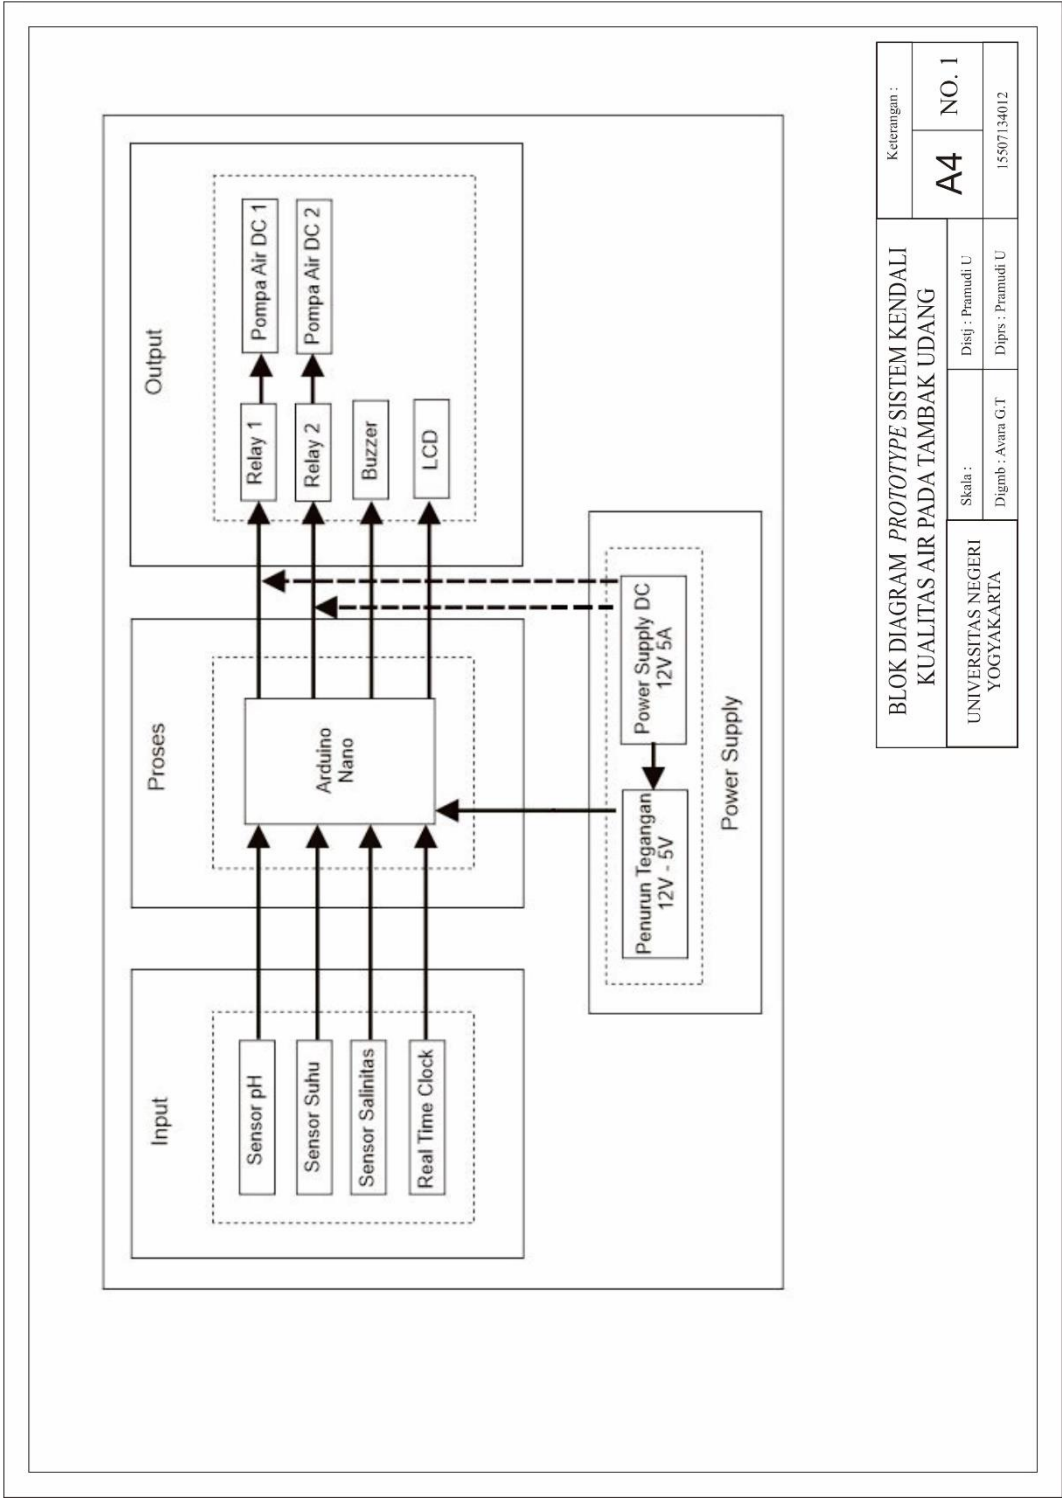 Input
Sensor pH
Sensor Suhu
Sensor Salinitas
Real Time Clock
Proses
Arduino
Nano
Output
Relay 1
Pompa Air DC 1
Relay 2
Pompa Air DC 2
Buzzer
LCD
Penurun Tegangan
12V - 5V
Power Supply DC
12V 5A
Power Supply
BLOK DIAGRAM PROTOTYPE SISTEM KENDALI
KUALITAS AIR PADA TAMBAK UDANG
Keterangan :
UNIVERSITAS NEGERI
YOGYAKARTA
Skala :
Distj : Pramudi U
Digmb : Avara G.T
Diprs : Pramudi U
A4
NO. 1
15507134012